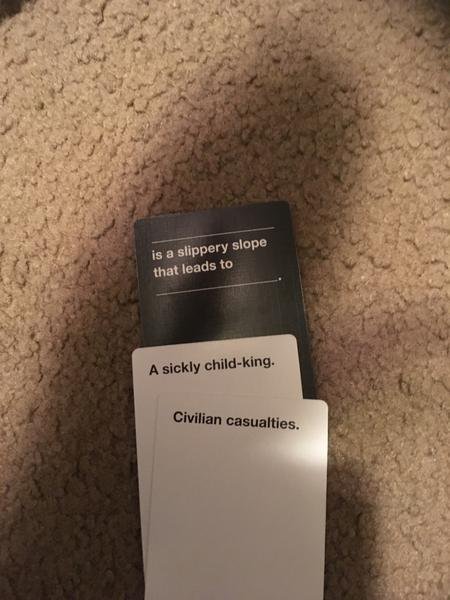 is a slippery slope
that leads to
.
A sickly child-king.
Civilian casualties.